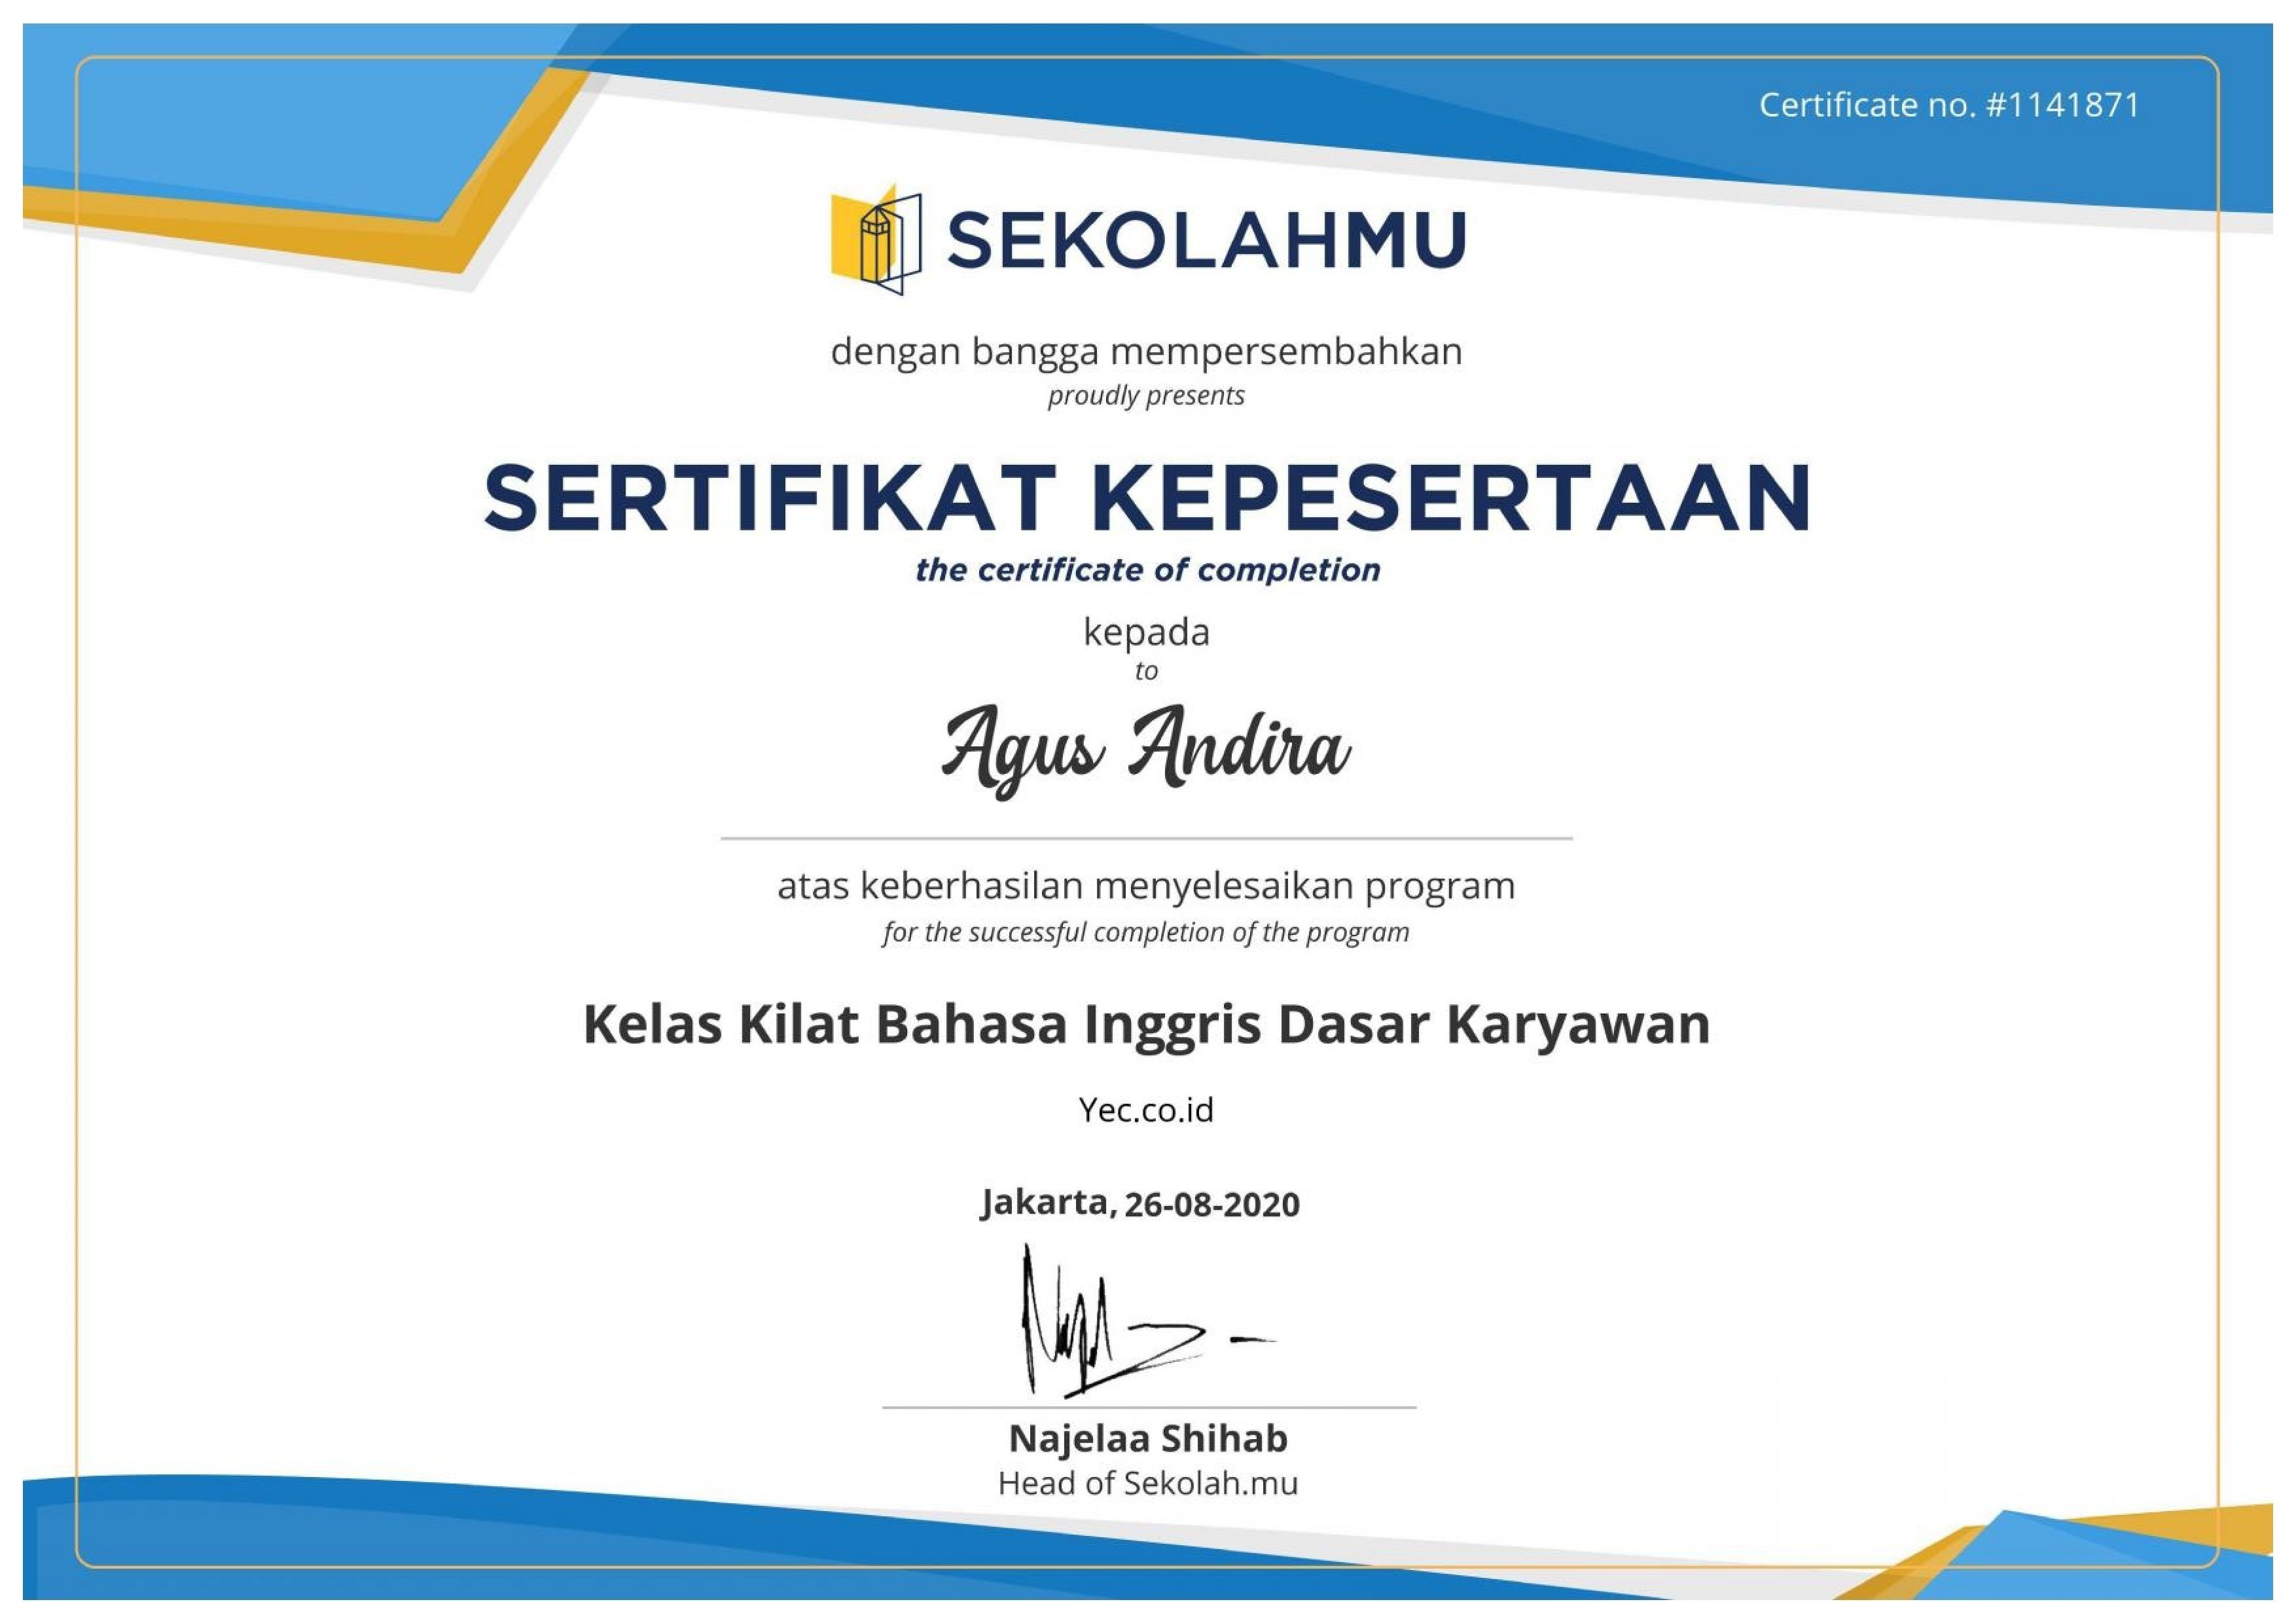 Certificate no. #1141871
SEKOLAHMU
dengan bangga mempersembahkan
proudly presents
SERTIFIKAT KEPESERTAAN
the certificate of completion
kepada
to
Agus Andira
atas keberhasilan menyelesaikan program
for the successful completion of the program
Kelas Kilat Bahasa Inggris Dasar Karyawan
Yec.co.id
Jakarta, 26-08-2020
Najelaa Shihab
Head of Sekolah.mu